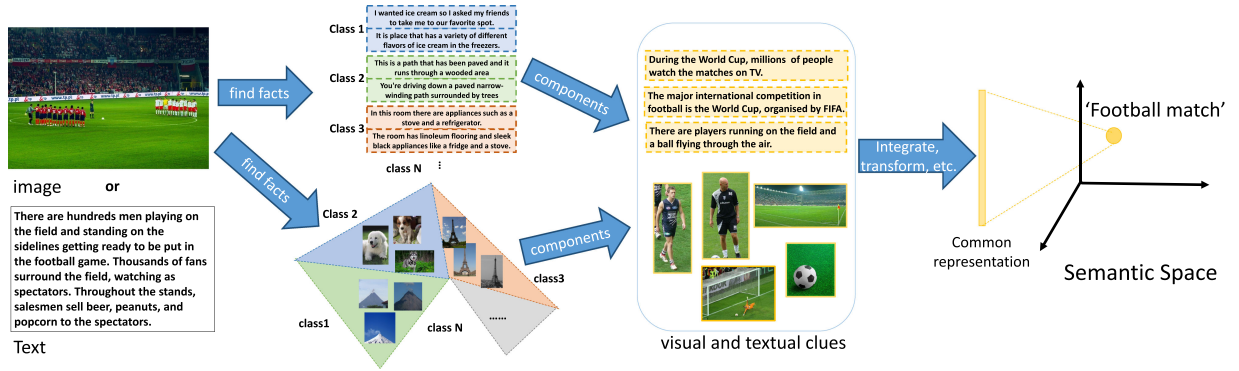 image
or
There are hundreds men playing on
the field and standing on the
sidelines getting ready to be put in
the football game. Thousands of fans
surround the field, watching as
spectators. Throughout the stands,
salesmen sell beer, peanuts, and
popcorn to the spectators.
Text
find facts
find facts
Class 1
I wanted ice cream so I asked my friends
to take me to our favorite spot.
It is place that has a variety of different
flavors of ice cream in the freezers.
Class 2
This is a path that has been paved and it
runs through a wooded area
You're driving down a paved narrow-
winding path surrounded by trees
Class 3
In this room there are appliances such as a
stove and a refrigerator.
The room has linoleum flooring and sleek
black appliances like a fridge and a stove.
class N
⋮
Class 2
class3
class1
class N
......
components
components
During the World Cup, millions of people
watch the matches on TV.
The major international competition in
football is the World Cup, organised by FIFA.
There are players running on the field and
a ball flying through the air.
visual and textual clues
Integrate,
transform, etc.
Common
representation
'Football match'
Semantic Space